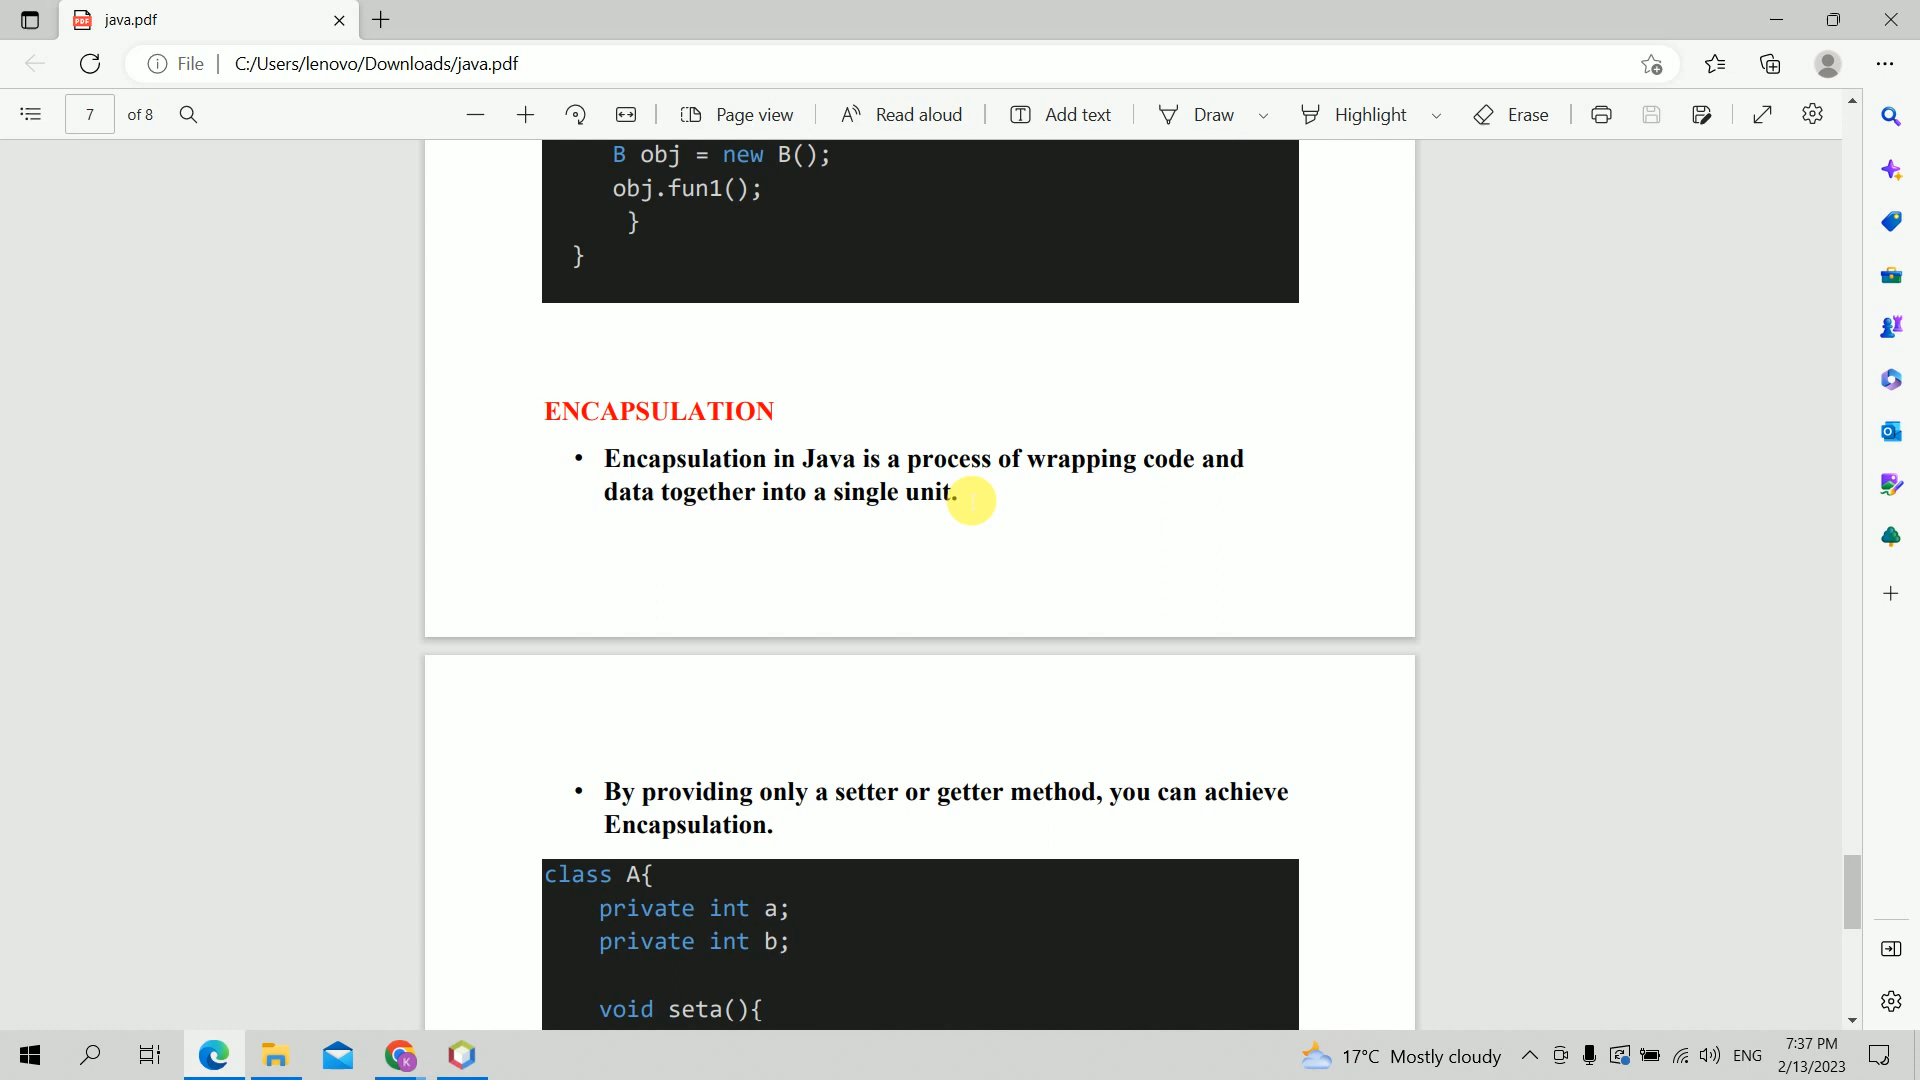 java.pdf
File
C:/Users/lenovo/Downloads/java.pdf
7 of 8
Page view
Read aloud
Add text
Draw
Highlight
Erase
B obj = new B();
obj.fun1();
}
}
ENCAPSULATION
• Encapsulation in Java is a process of wrapping code and
data together into a single unit.
• By providing only a setter or getter method, you can achieve
Encapsulation.
class A{
private int a;
private int b;
void seta(){
17°C Mostly cloudy
ENG
7:37 PM
2/13/2023